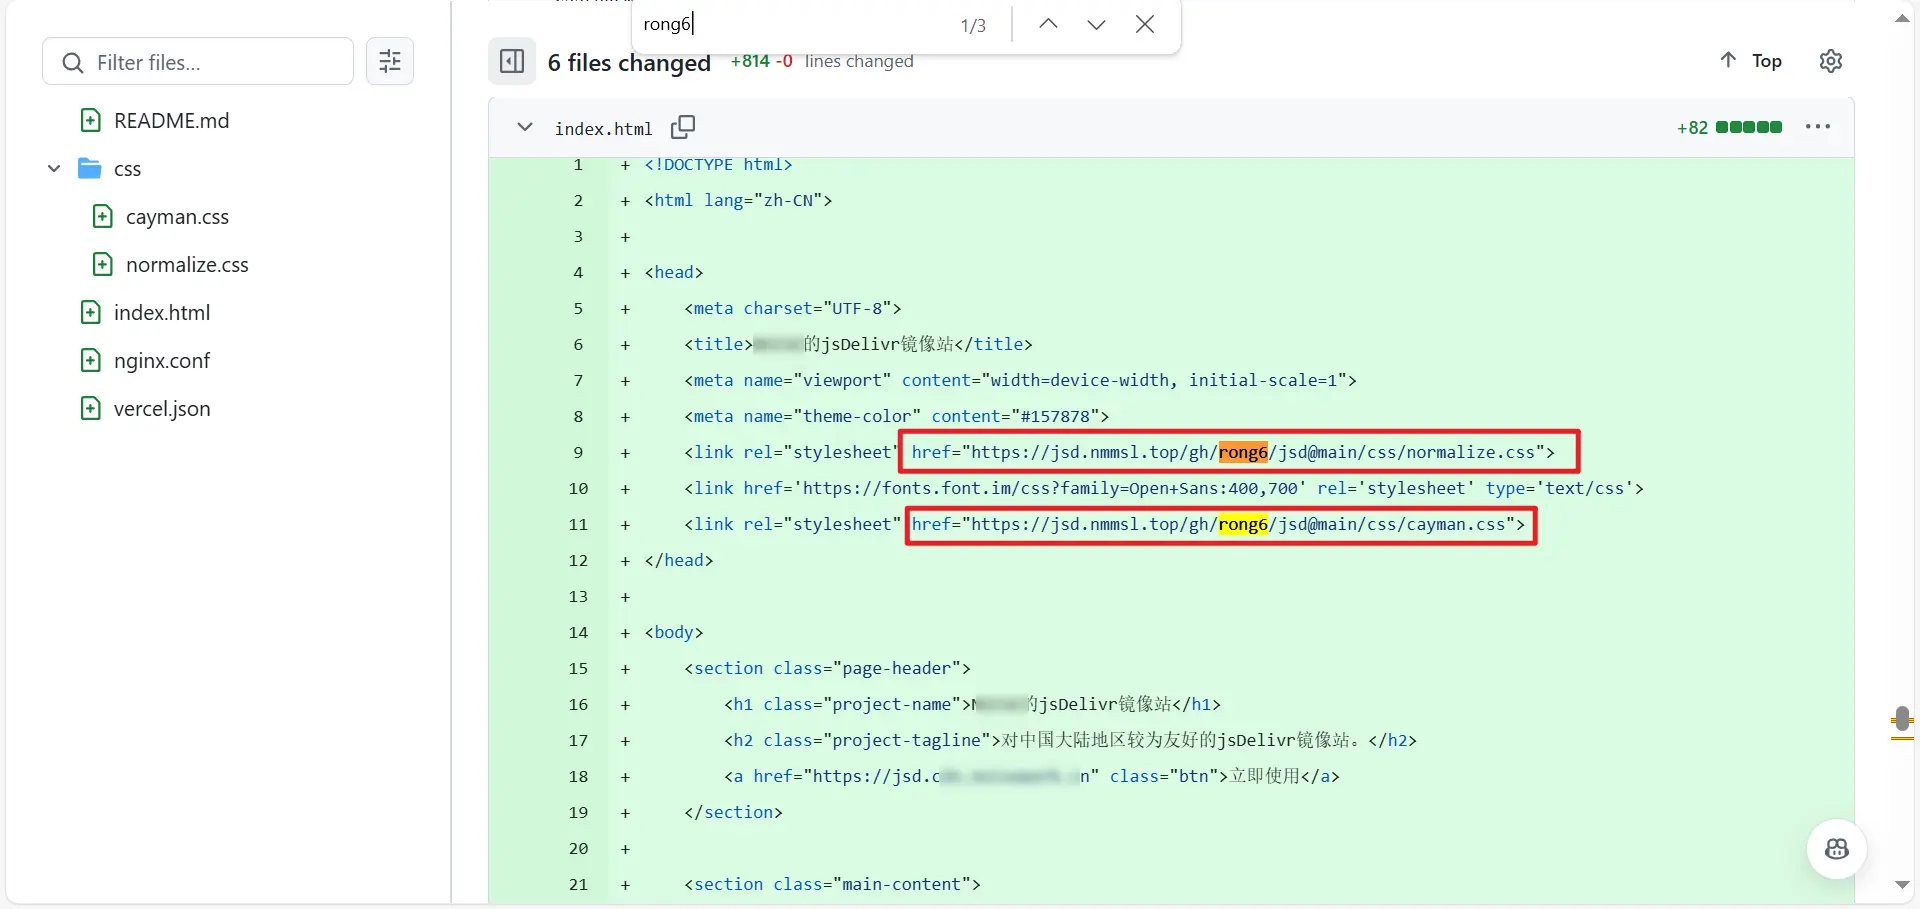 rong6
1/3
Filter files...
6 files changed
+814 -0 lines changed
Top
README.md
css
cayman.css
normalize.css
index.html
nginx.conf
vercel.json
index.html
+82
1 + <!DOCTYPE html>
2 + <html lang="zh-CN">
3 +
4 + <head>
5 + <meta charset="UTF-8">
6 + <title>的jsDelivr镜像站</title>
7 + <meta name="viewport" content="width=device-width, initial-scale=1">
8 + <meta name="theme-color" content="#157878">
9 + <link rel="stylesheet" href="https://jsd.nmmsl.top/gh/rong6/jsd@main/css/normalize.css">
10 + <link href='https://fonts.font.im/css?family=Open+Sans:400,700' rel='stylesheet' type='text/css'>
11 + <link rel="stylesheet" href="https://jsd.nmmsl.top/gh/rong6/jsd@main/css/cayman.css">
12 + </head>
13 +
14 + <body>
15 + <section class="page-header">
16 + <h1 class="project-name">的jsDelivr镜像站</h1>
17 + <h2 class="project-tagline">对中国大陆地区较为友好的jsDelivr镜像站。</h2>
18 + <a href="https://jsd.n" class="btn">立即使用</a>
19 + </section>
20 +
21 + <section class="main-content">